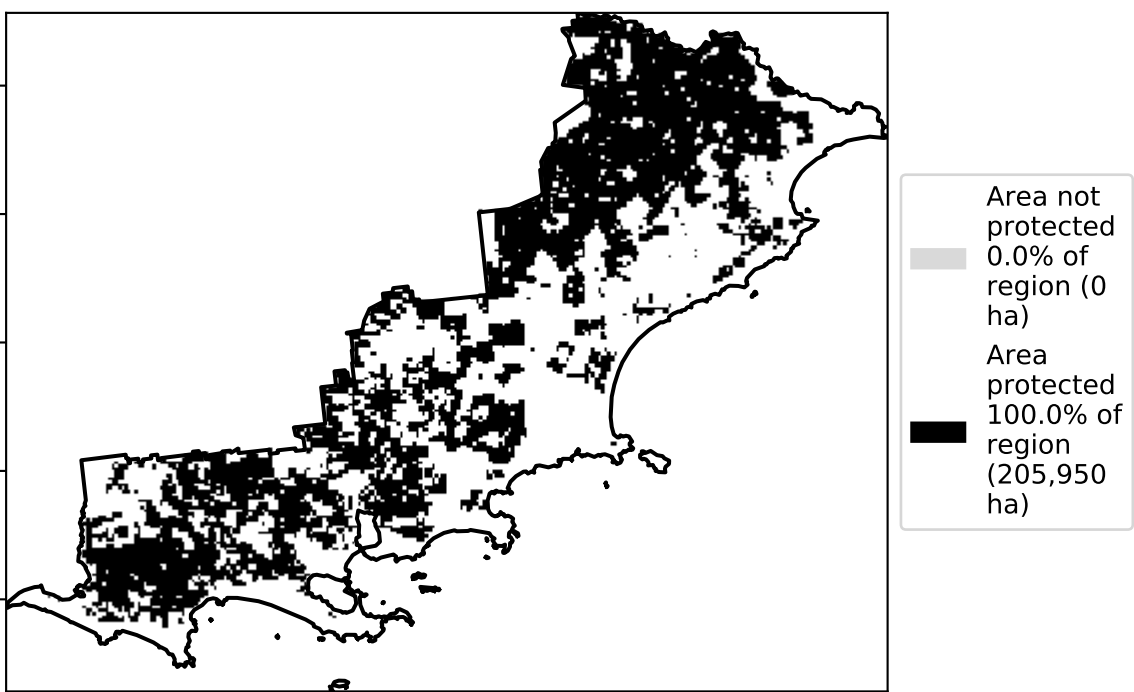 Area not
protected
0.0% of
region (0
ha)
Area
protected
100.0% of
region
(205,950
ha)